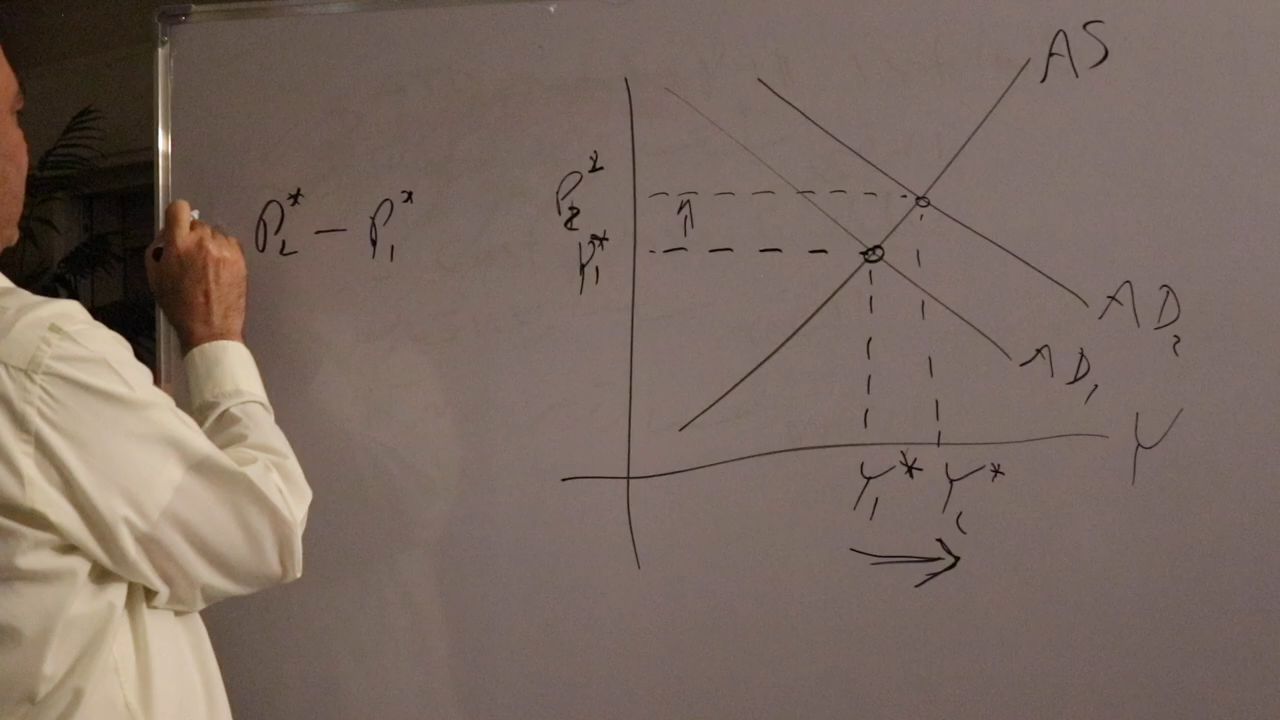 AS
P₂*
P₂* — P₁*
P₁*
AD₂
AD₁
Y
Y₁* Y₂*